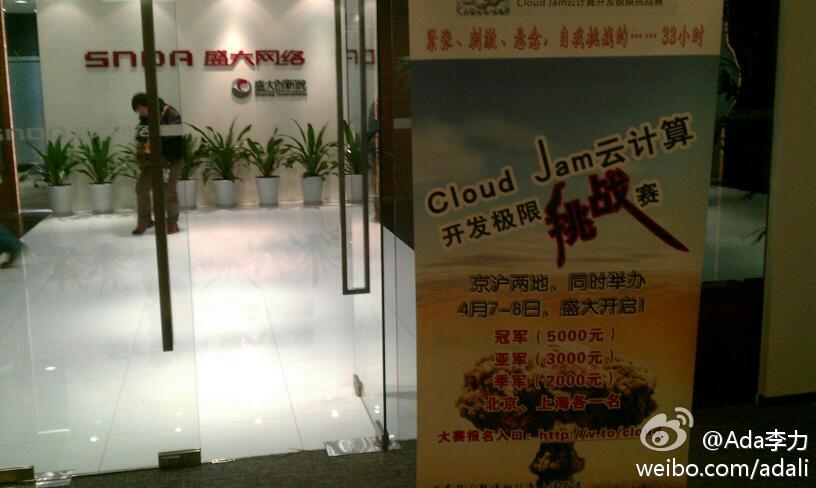 SNDA 盛大网络
盛大创新院
Cloud Jam云计算开发极限挑战赛
紧张、刺激、悬念，自我挑战的…… 33小时
Cloud Jam云计算
开发极限挑战赛
京沪两地，同时举办
4月7-8日，盛大开启！
冠军（5000元）
亚军（3000元）
季军（2000元）
北京、上海各一名
大赛报名入口：http://v.to/cloud
@Ada李力
weibo.com/adali